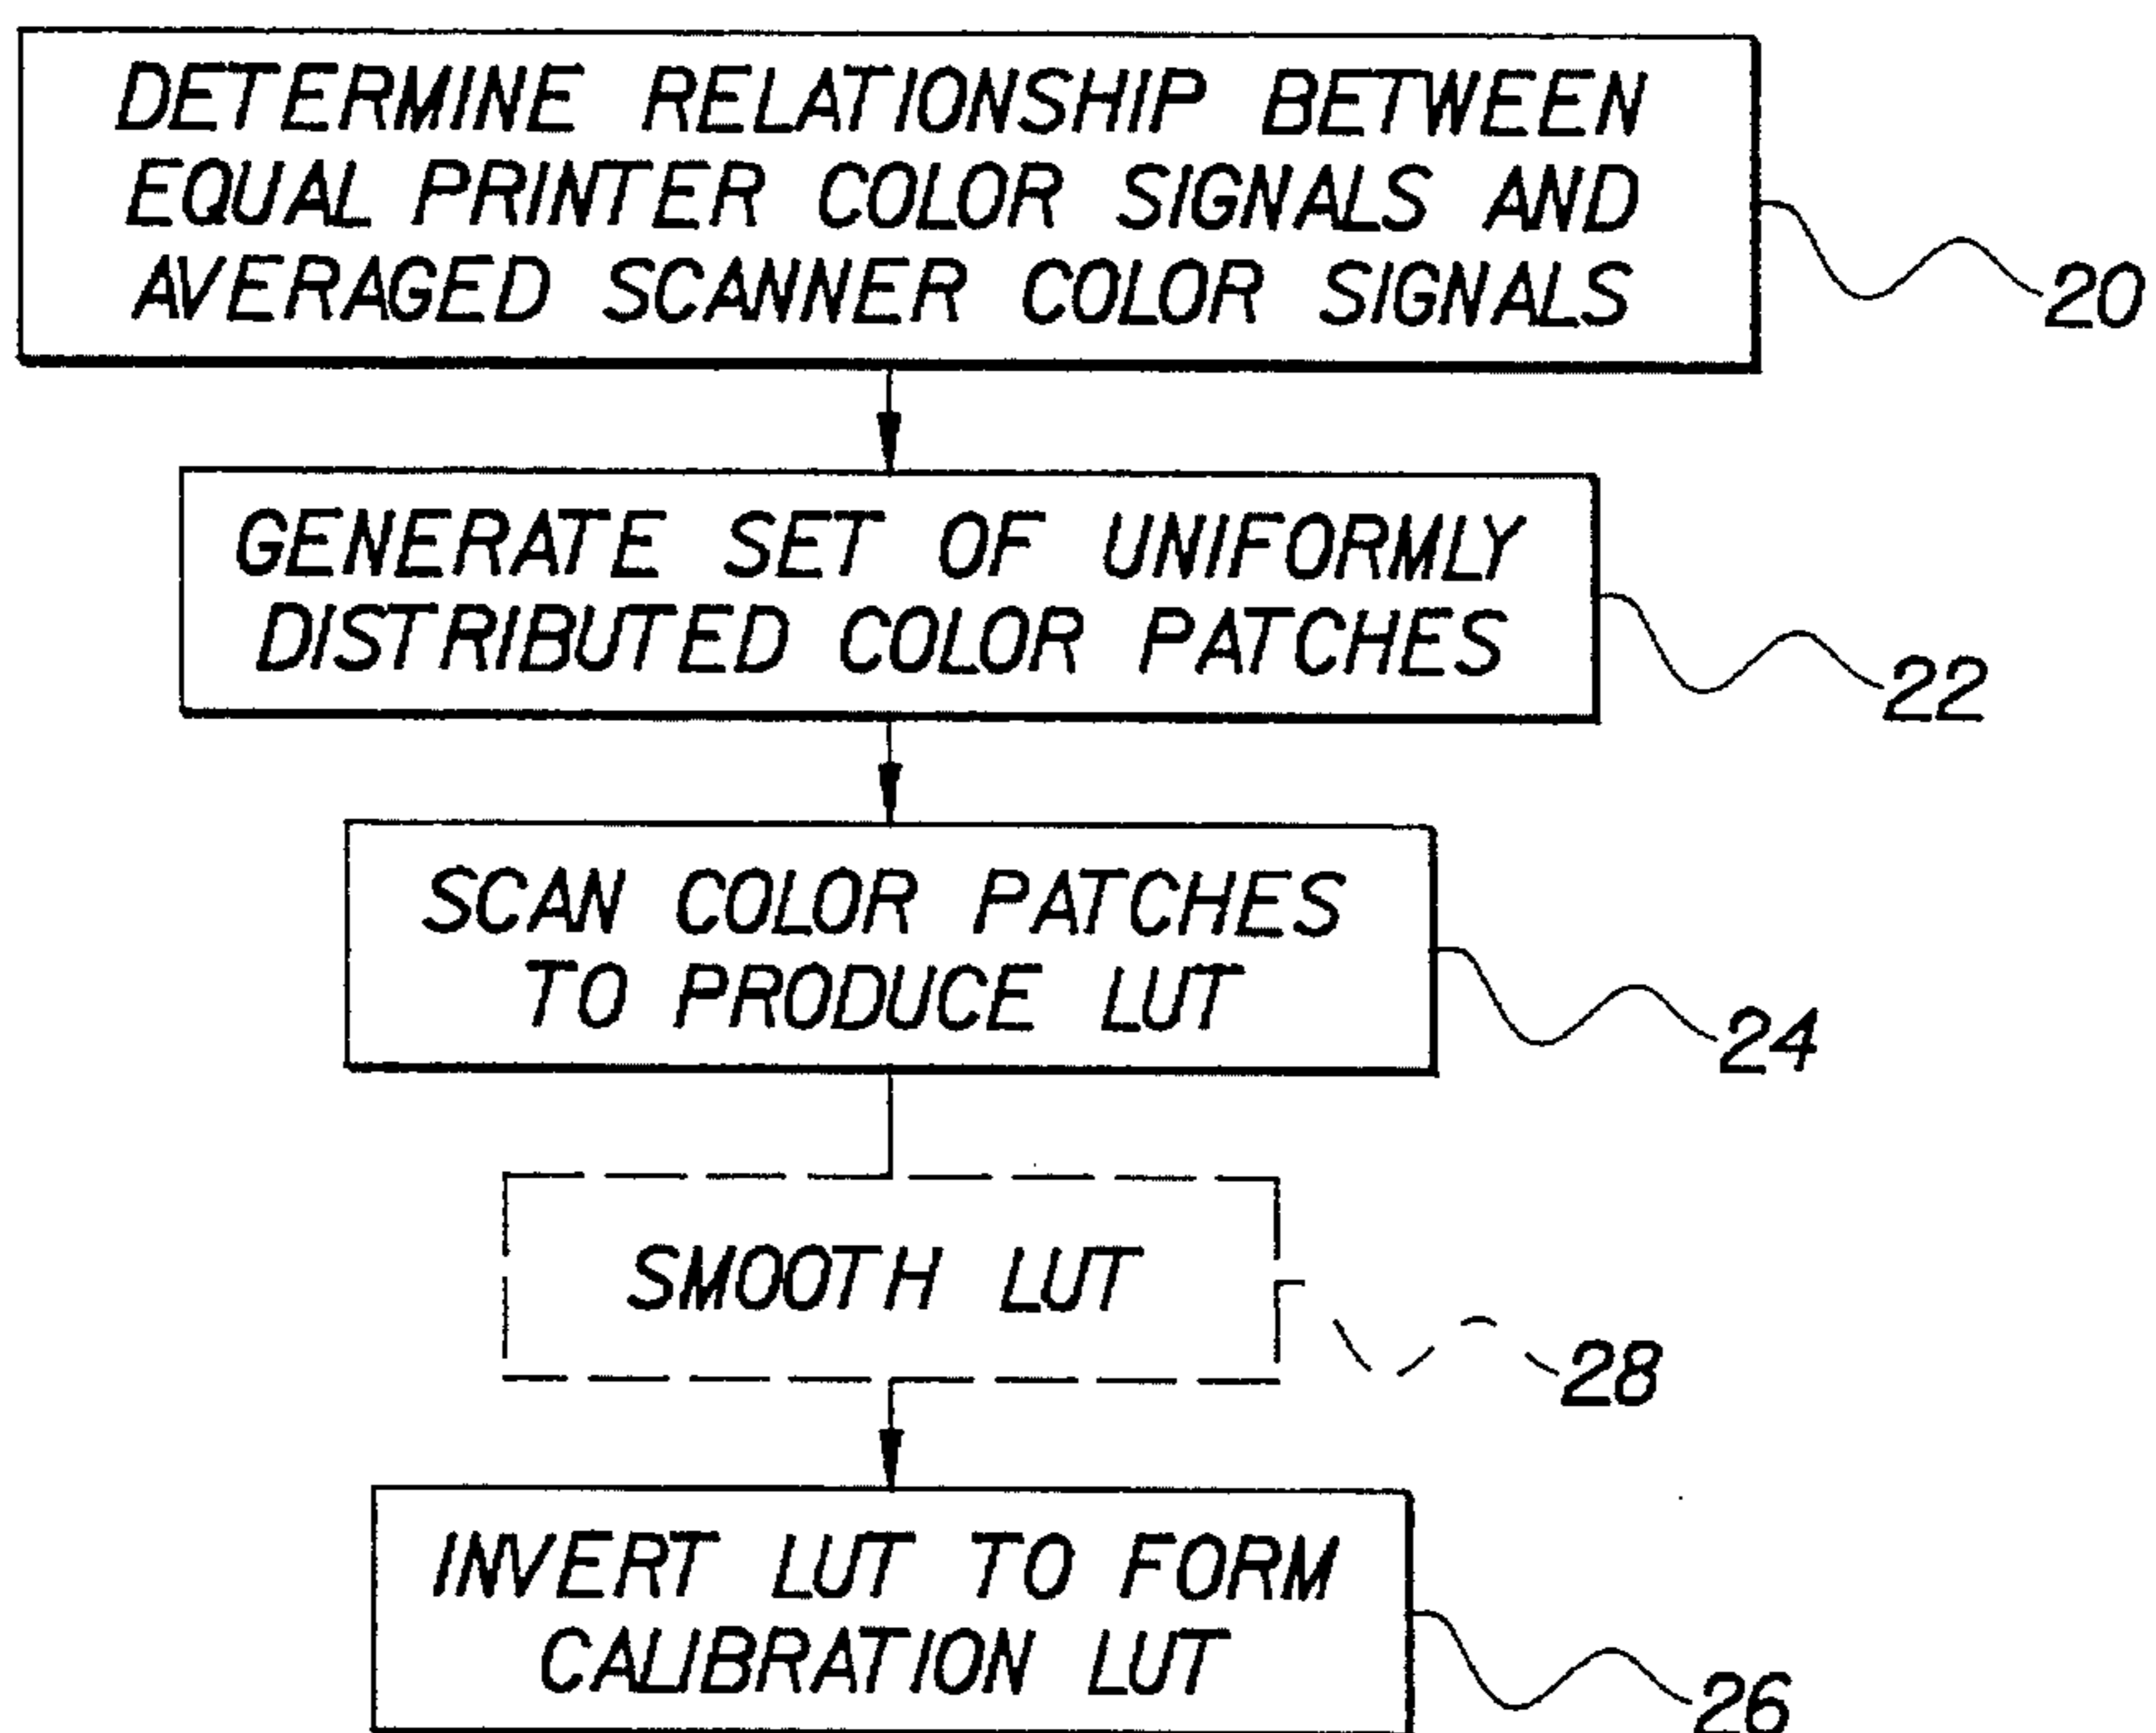 DETERMINE RELATIONSHIP BETWEEN
EQUAL PRINTER COLOR SIGNALS AND
AVERAGED SCANNER COLOR SIGNALS
20
GENERATE SET OF UNIFORMLY
DISTRIBUTED COLOR PATCHES
22
SCAN COLOR PATCHES
TO PRODUCE LUT
24
SMOOTH LUT
28
INVERT LUT TO FORM
CALIBRATION LUT
26